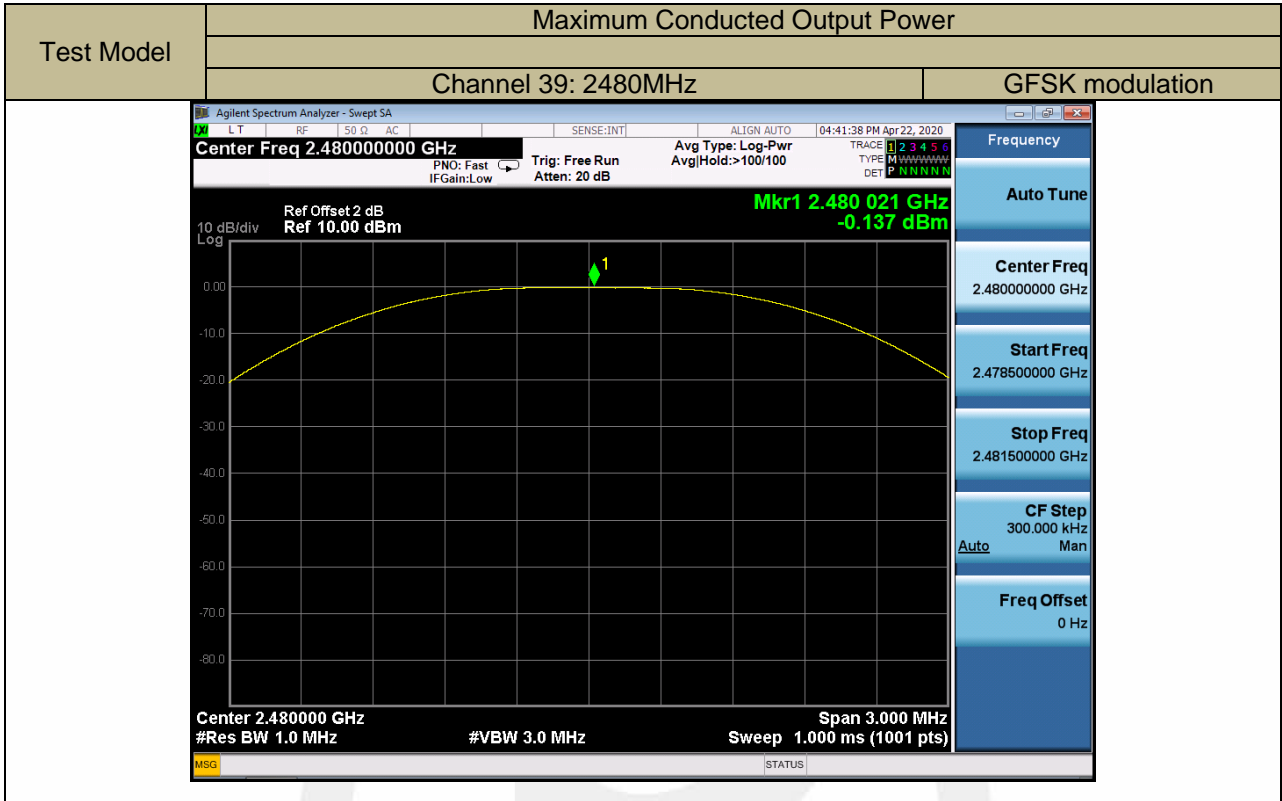 Test Model
Maximum Conducted Output Power
Channel 39: 2480MHz
GFSK modulation
Agilent Spectrum Analyzer - Swept SA
LXI L T RF 50 Ω AC SENSE:INT ALIGN AUTO 04:41:38 PM Apr 22, 2020
Center Freq 2.480000000 GHz
PNO: Fast
IFGain:Low
Trig: Free Run
Atten: 20 dB
Avg Type: Log-Pwr
Avg|Hold:>100/100
TRACE 1 2 3 4 5 6
TYPE M WWWWW
DET P N N N N N
Mkr1 2.480 021 GHz
-0.137 dBm
Ref Offset 2 dB
10 dB/div Ref 10.00 dBm
Log
1
0.00
-10.0
-20.0
-30.0
-40.0
-50.0
-60.0
-70.0
-80.0
Center 2.480000 GHz Span 3.000 MHz
#Res BW 1.0 MHz #VBW 3.0 MHz Sweep 1.000 ms (1001 pts)
MSG STATUS
Frequency
Auto Tune
Center Freq
2.480000000 GHz
Start Freq
2.478500000 GHz
Stop Freq
2.481500000 GHz
CF Step
300.000 kHz
Auto Man
Freq Offset
0 Hz